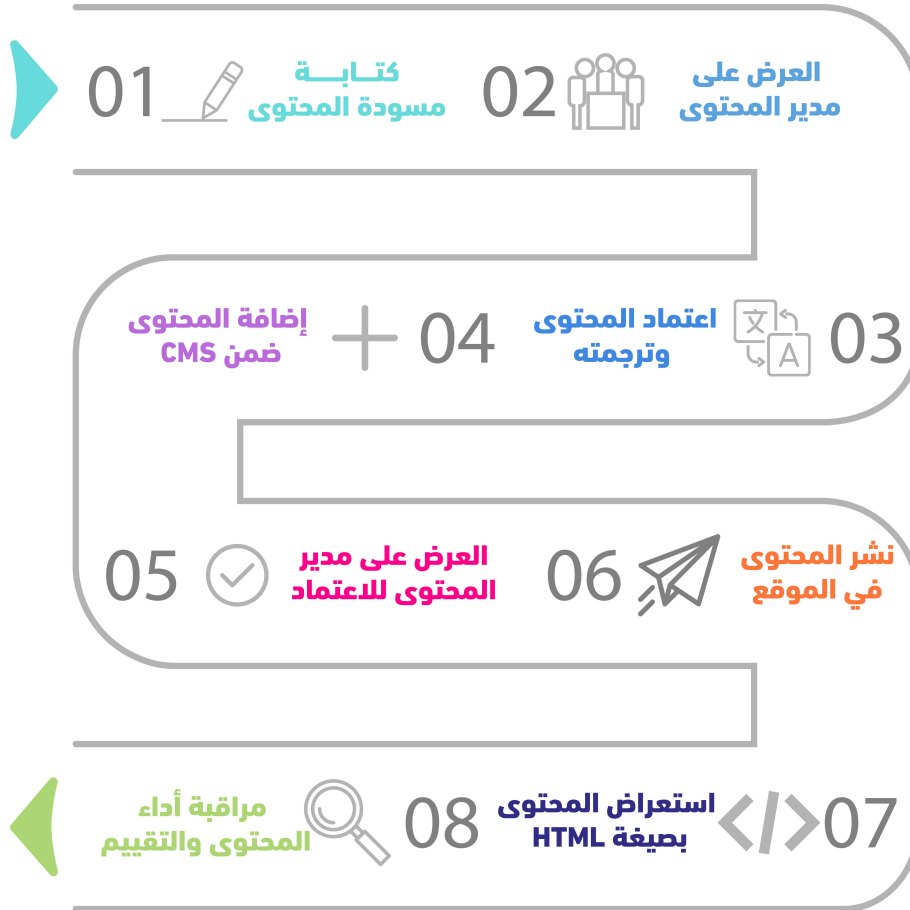 01
كتـــابـــــة
مسودة المحتوى
02
العرض على
مدير المحتوى
03
文
A
اعتماد المحتوى
وترجمته
04
إضافة المحتوى
ضمن CMS
05
العرض على مدير
المحتوى للاعتماد
06
نشر المحتوى
في الموقع
07
</>
استعراض المحتوى
بصيغة HTML
08
مراقبة أداء
المحتوى والتقييم